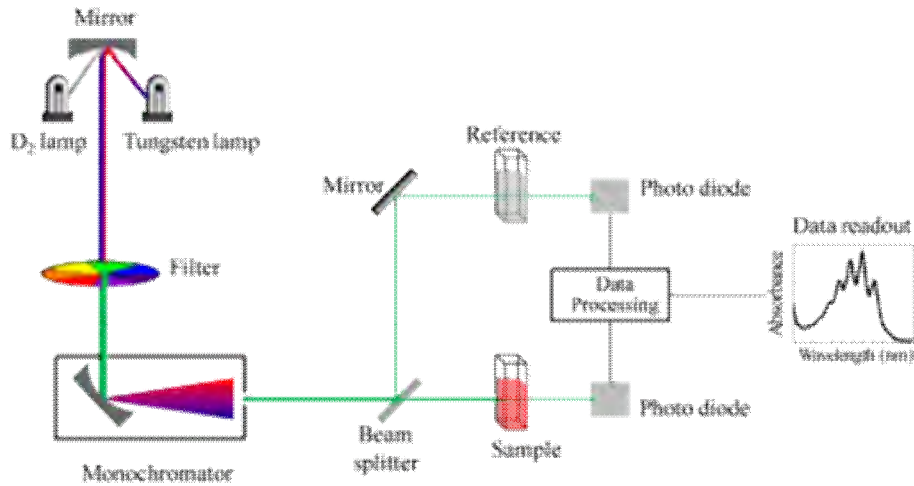 Mirror
D₂ lamp
Tungsten lamp
Filter
Monochromator
Mirror
Reference
Photo diode
Data readout
Data
Processing
Absorbance
Wavelength (nm)
Beam
splitter
Sample
Photo diode